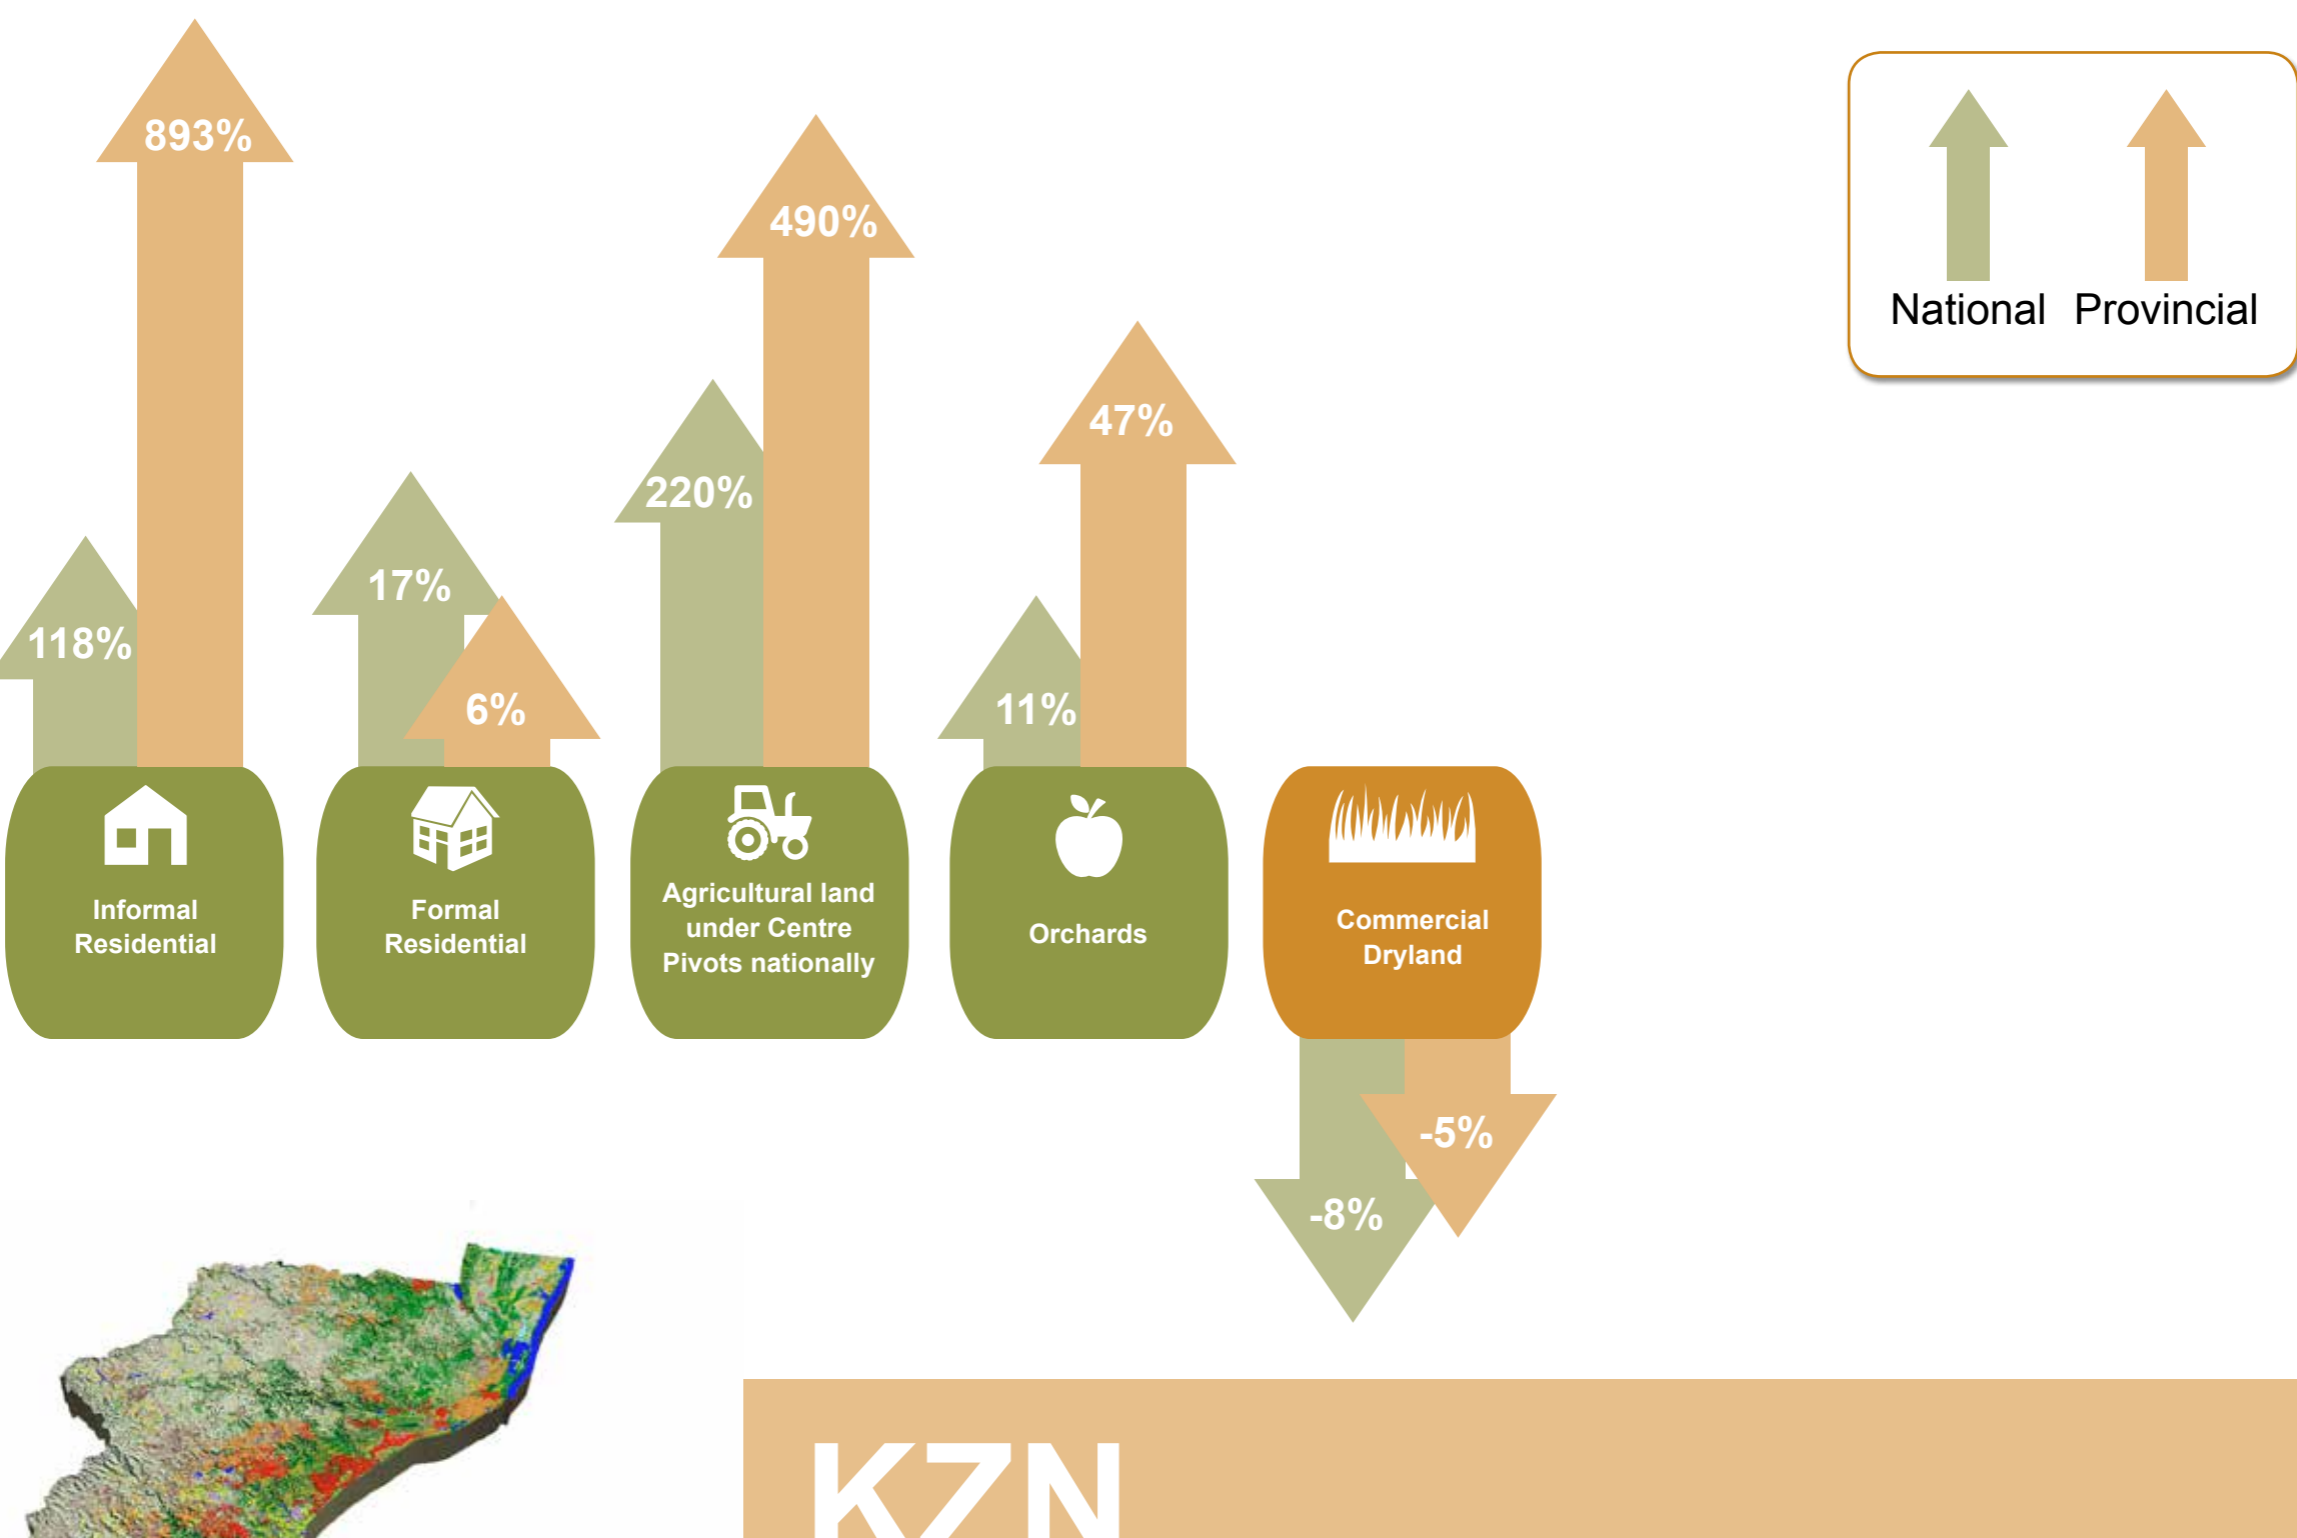 893%
490%
National Provincial
47%
220%
17%
118%
6%
11%
Informal
Residential
Formal
Residential
Agricultural land
under Centre
Pivots nationally
Orchards
Commercial
Dryland
-5%
-8%
KZN